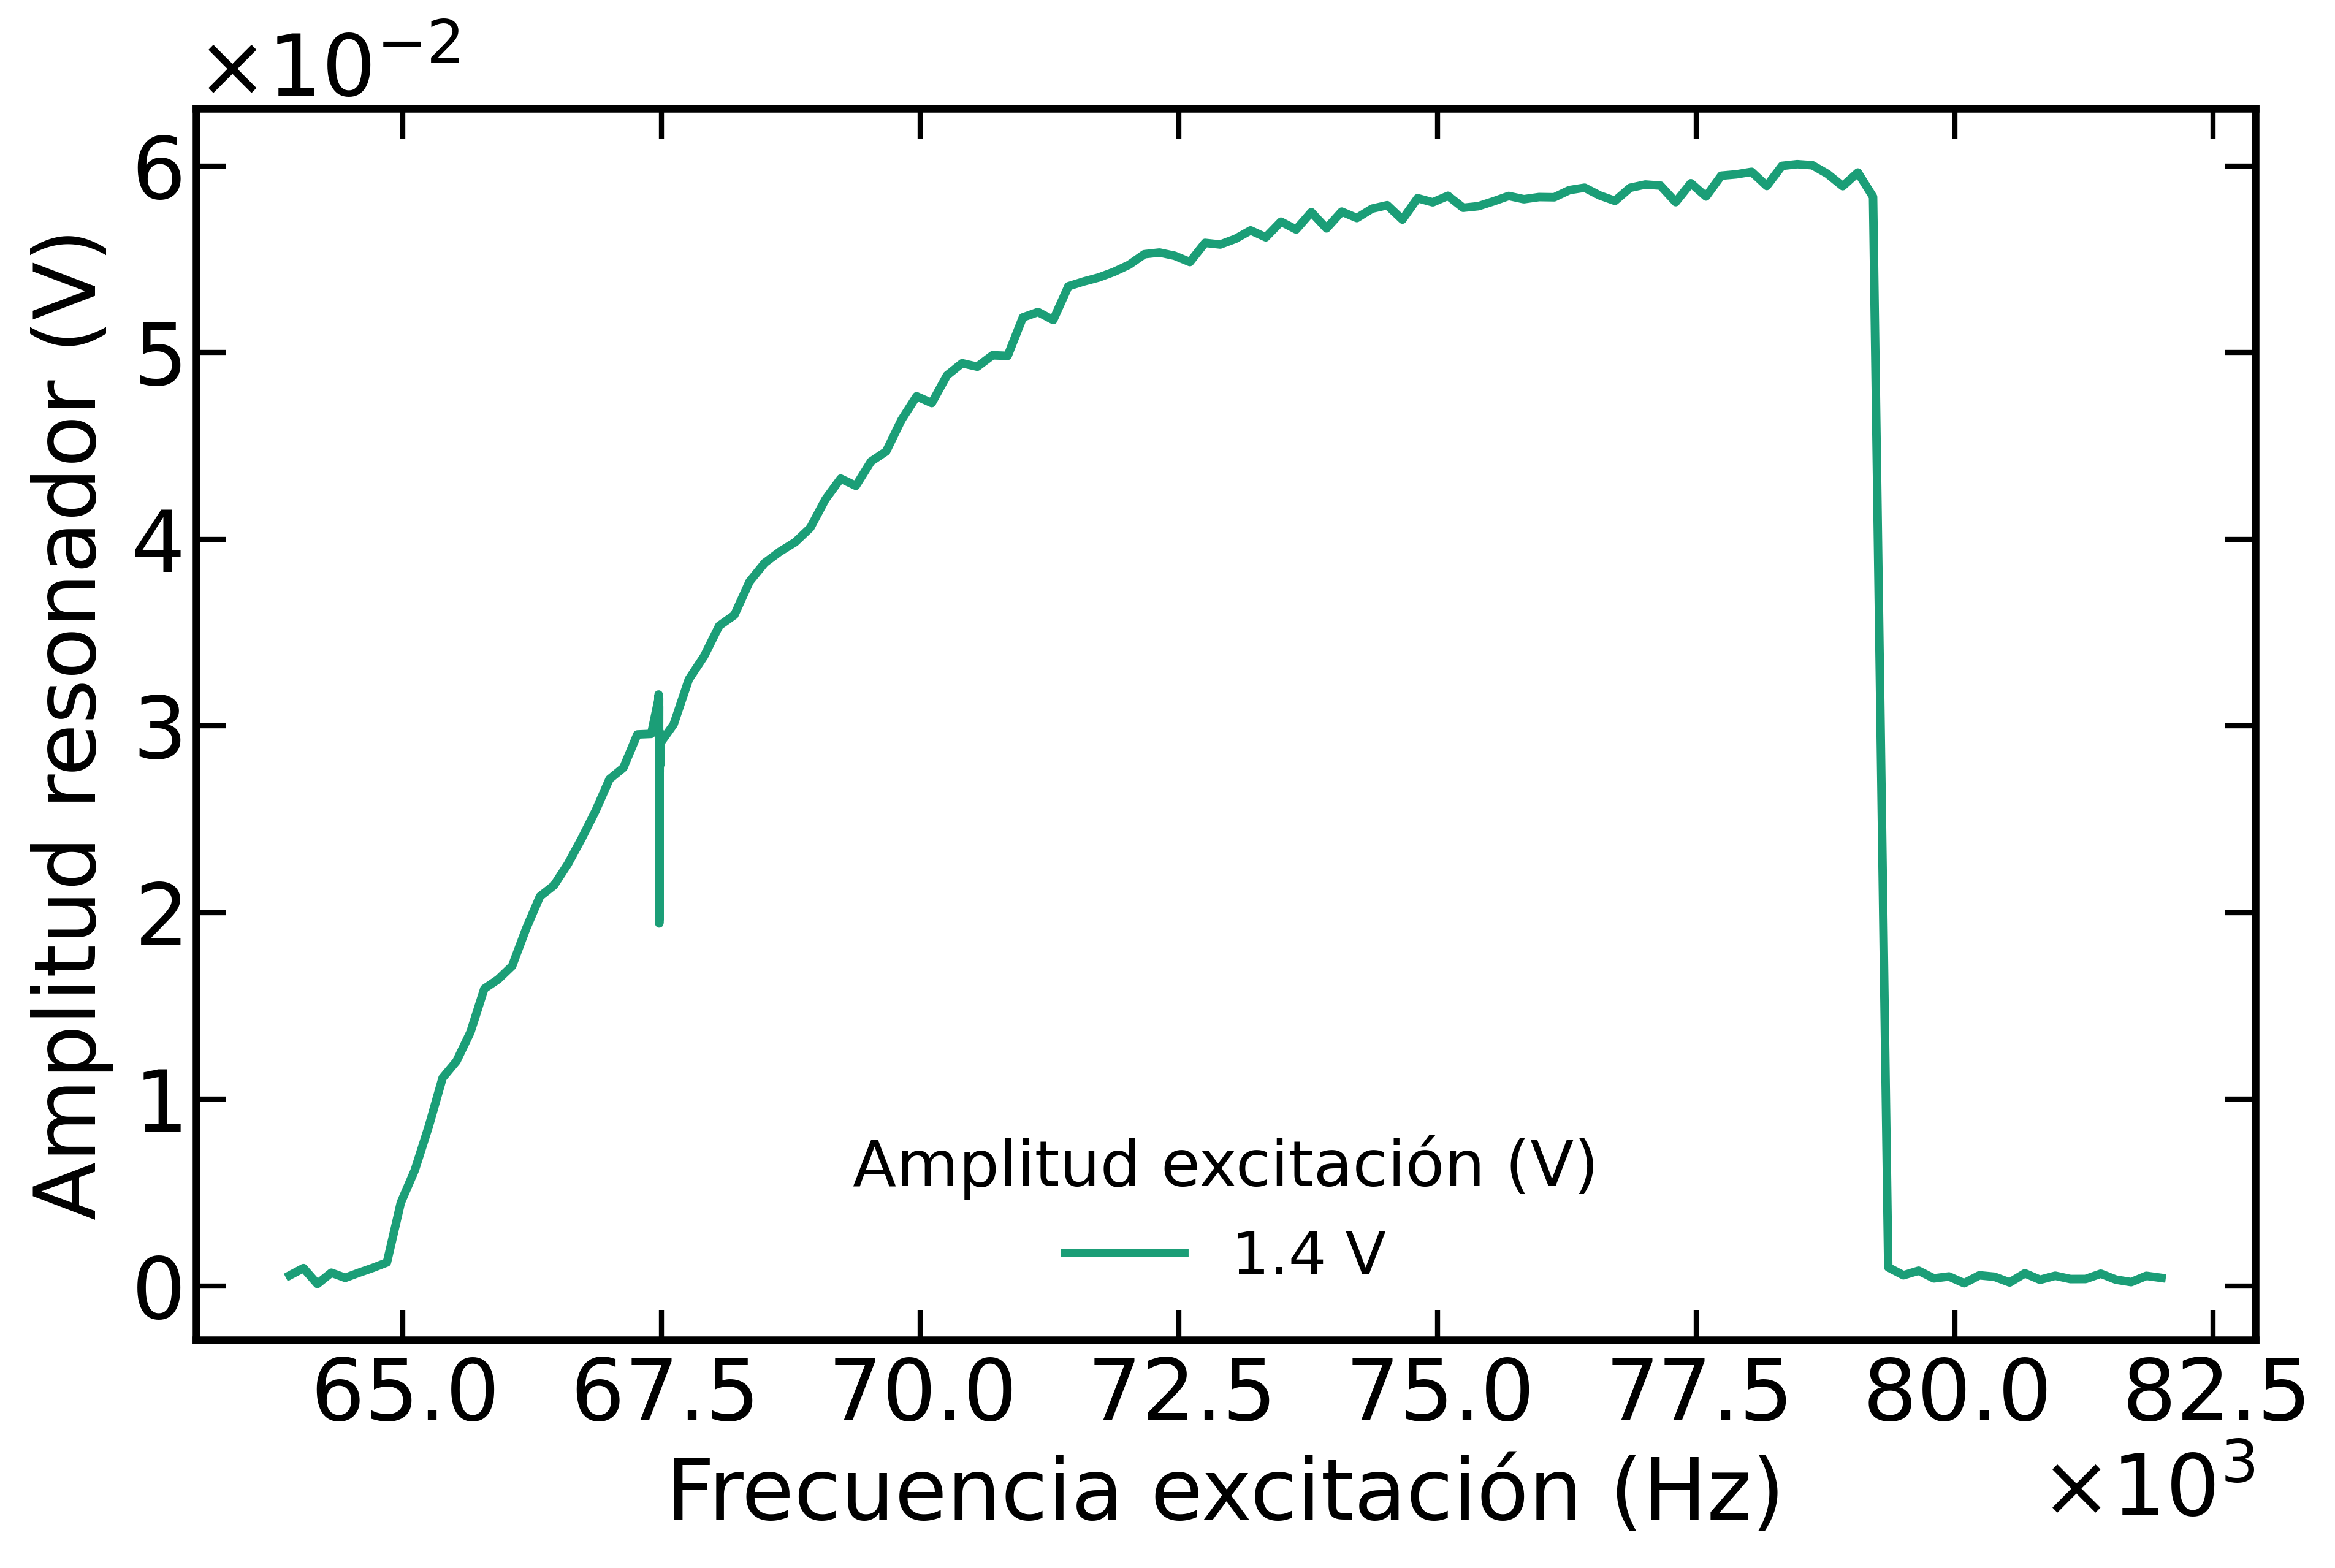 ×10⁻²
Amplitud resonador (V)
6
5
4
3
2
1
0
Amplitud excitación (V)
1.4 V
65.0 67.5 70.0 72.5 75.0 77.5 80.0 82.5
Frecuencia excitación (Hz)
×10³